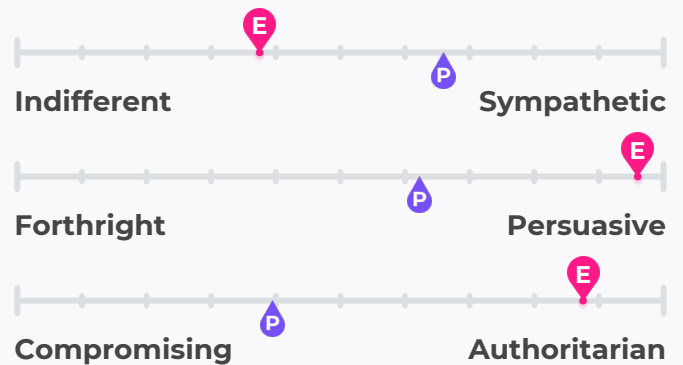 E
P
Indifferent Sympathetic
E
P
Forthright Persuasive
E
P
Compromising Authoritarian